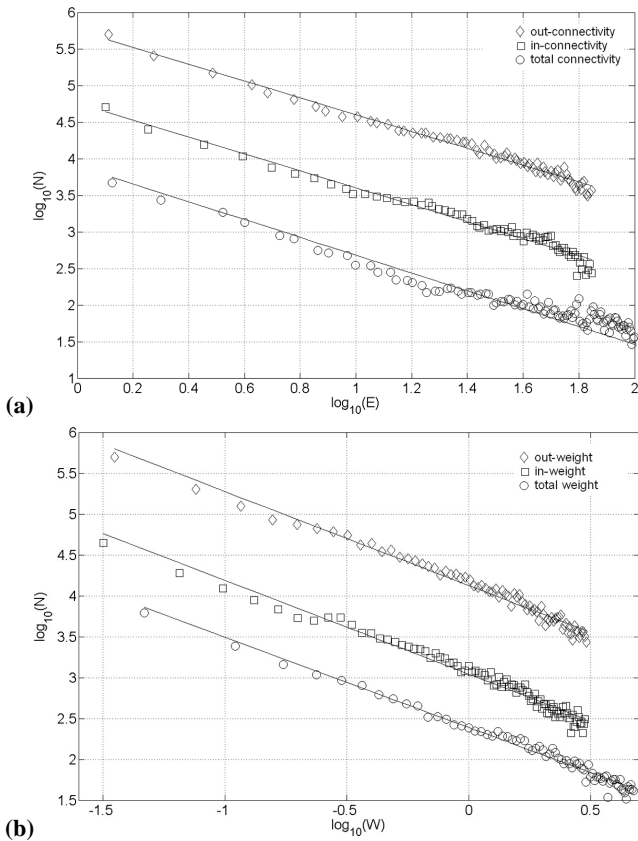 6
5.5
5
4.5
4
3.5
3
2.5
2
1.5
1
log10(N)
out-connectivity
in-connectivity
total connectivity
0 0.2 0.4 0.6 0.8 1 1.2 1.4 1.6 1.8 2
log10(E)
(a)
6
5.5
5
4.5
4
3.5
3
2.5
2
1.5
log10(N)
out-weight
in-weight
total weight
-1.5 -1 -0.5 0 0.5
log10(W)
(b)